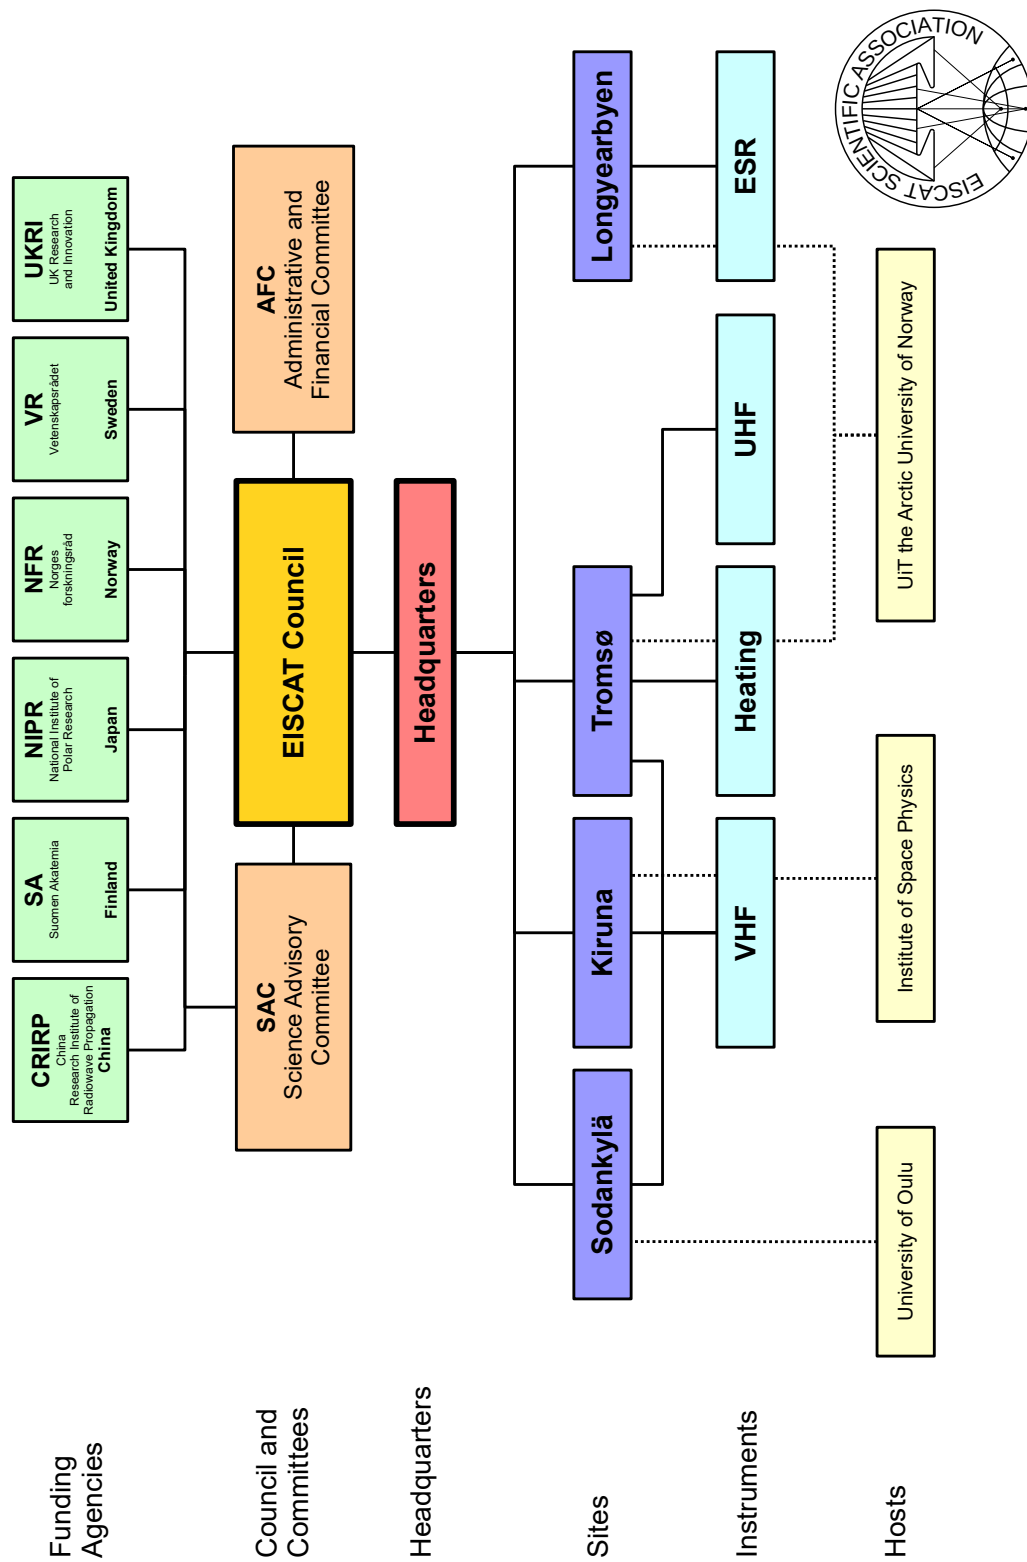 Funding
Agencies
CRIRP
China
Research Institute of
Radiowave Propagation
China
SA
Suomen Akatemia
Finland
NIPR
National Institute of
Polar Research
Japan
NFR
Norges
forskningsråd
Norway
VR
Vetenskapsrådet
Sweden
UKRI
UK Research
and Innovation
United Kingdom
Council and
Committees
SAC
Science Advisory
Committee
EISCAT Council
AFC
Administrative and
Financial Committee
Headquarters
Headquarters
Sites
Sodankylä
Kiruna
Tromsø
Longyearbyen
Instruments
VHF
Heating
UHF
ESR
Hosts
University of Oulu
Institute of Space Physics
UiT the Arctic University of Norway
EISCAT SCIENTIFIC ASSOCIATION